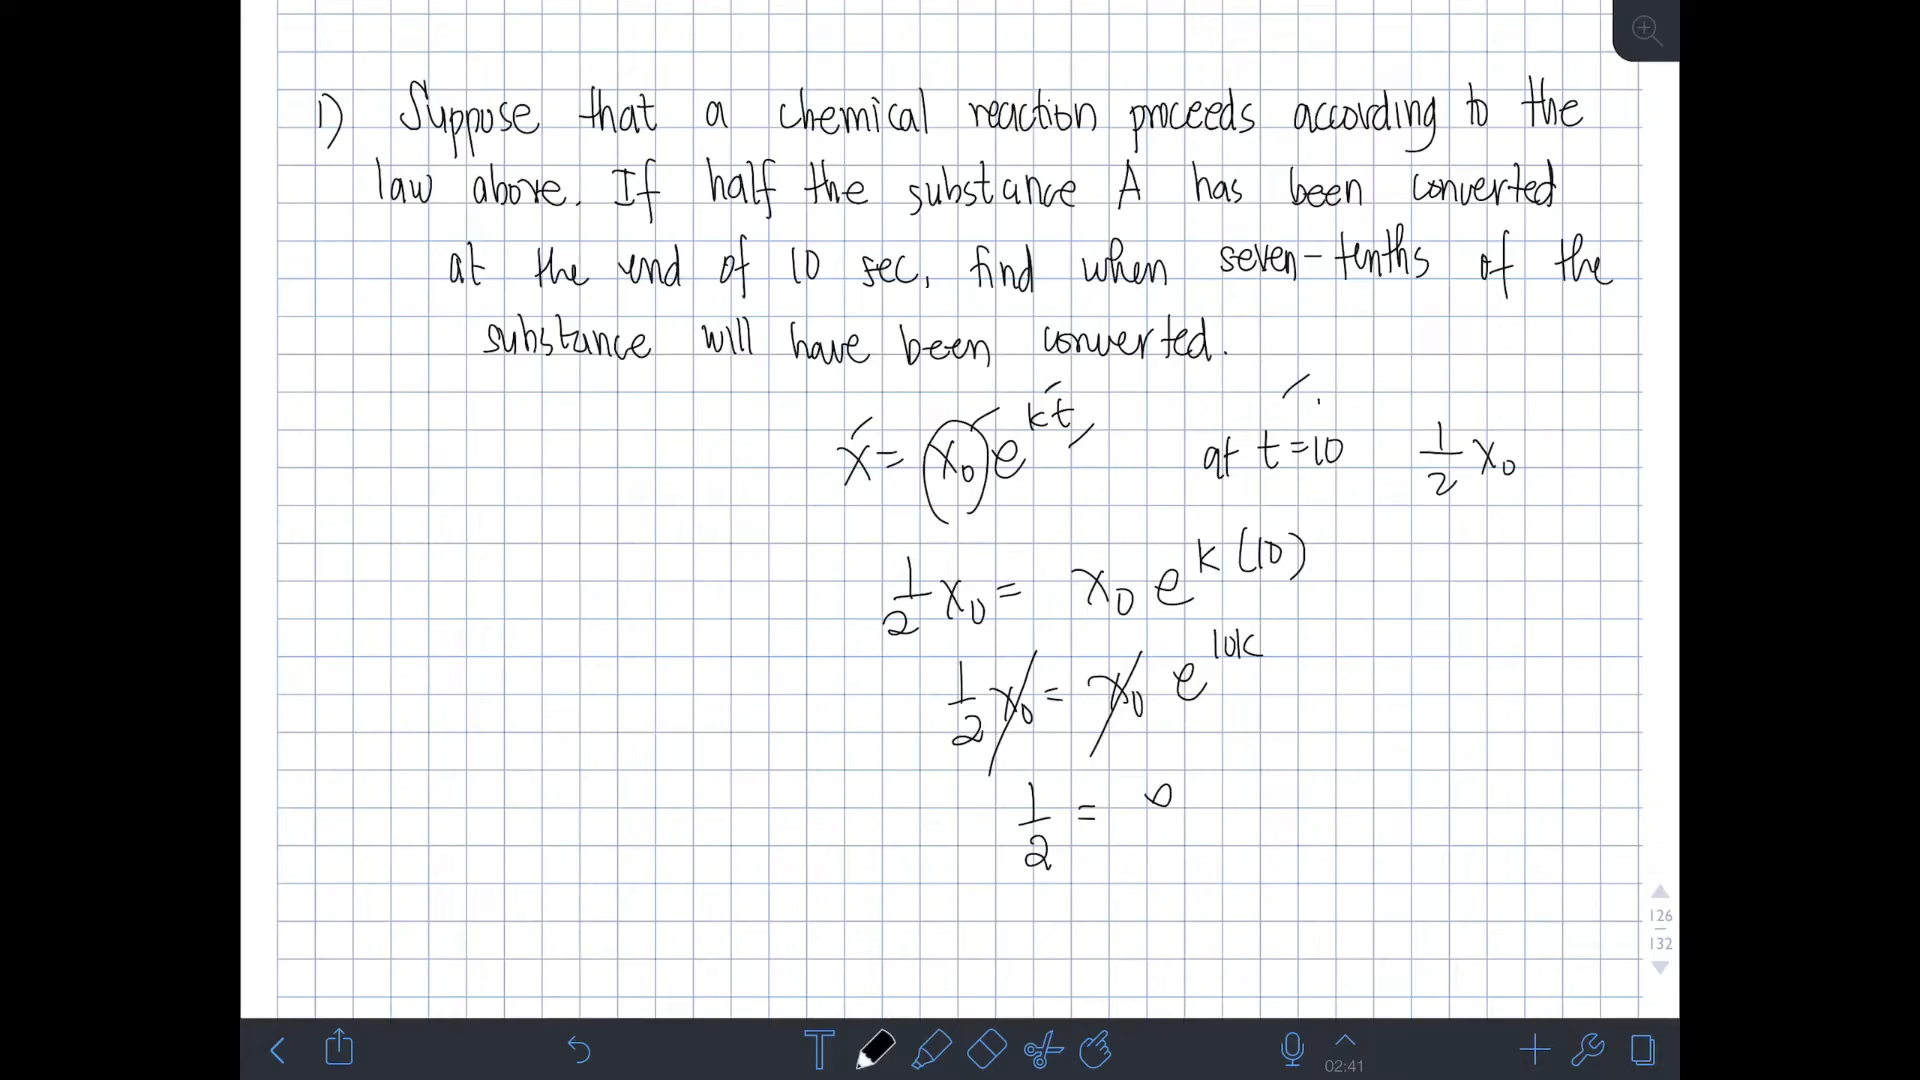 1) Suppose that a chemical reaction proceeds according to the
law above. If half the substance A has been converted
at the end of 10 sec, find when seven-tenths of the
substance will have been converted.
x = x₀e^kt, at t=10 1/2 x₀
1/2 x₀ = x₀ e^k(10)
1/2 x₀ = x₀ e^10k
1/2 =
126
132
T 02:41